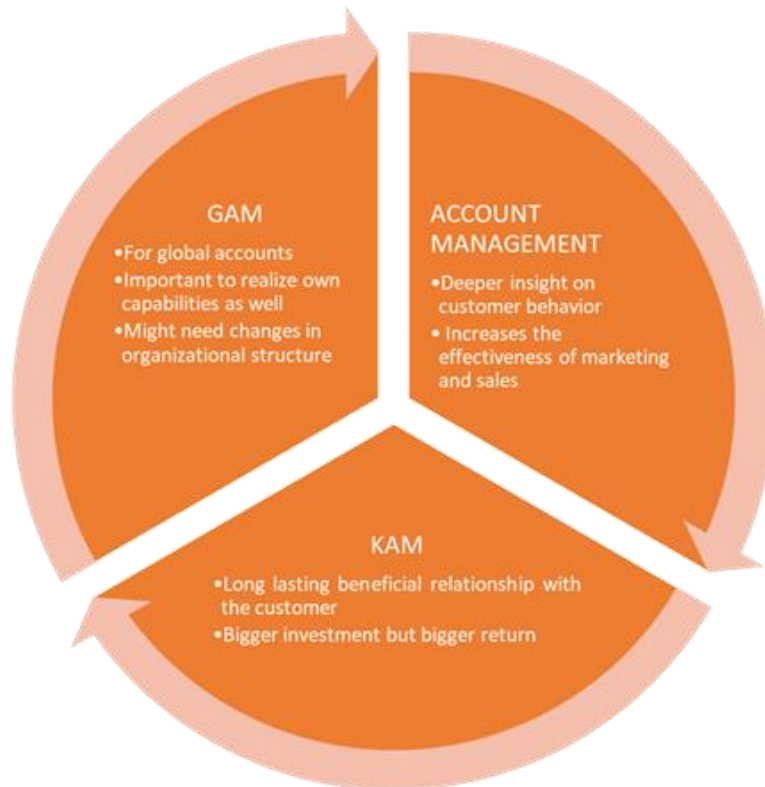 GAM
•For global accounts
•Important to realize own
capabilities as well
•Might need changes in
organizational structure
ACCOUNT
MANAGEMENT
•Deeper insight on
customer behavior
• Increases the
effectiveness of marketing
and sales
KAM
•Long lasting beneficial relationship with
the customer
•Bigger investment but bigger return